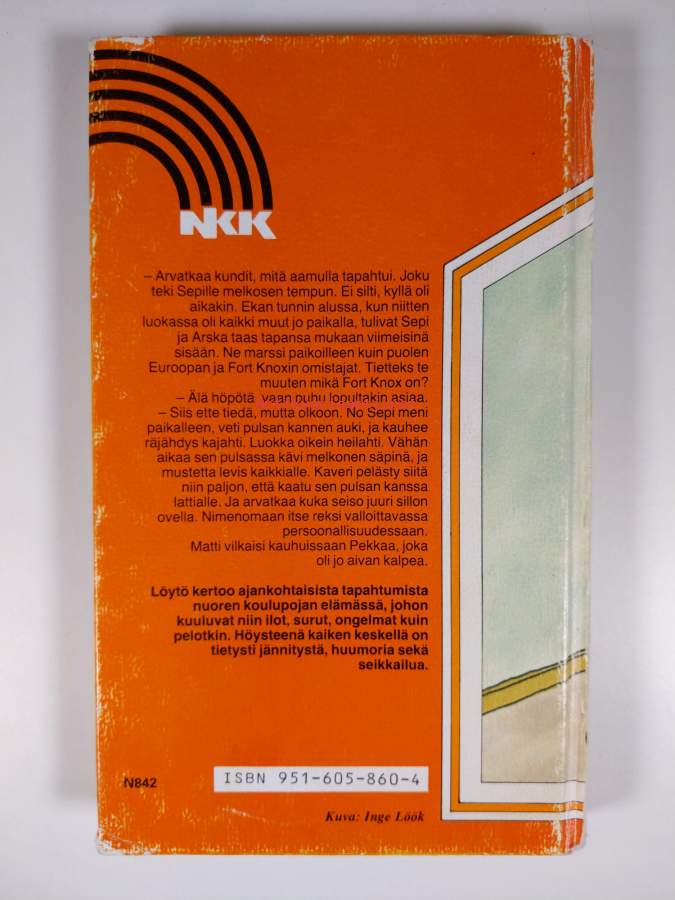 NKK
– Arvatkaa kundit, mitä aamulla tapahtui. Joku
teki Sepille melkosen tempun. Ei silti, kyllä oli
aikakin. Ekan tunnin alussa, kun niitten
luokassa oli kaikki muut jo paikalla, tulivat Sepi
ja Arska taas tapansa mukaan viimeisinä
sisään. Ne marssi paikoilleen kuin puolen
Euroopan ja Fort Knoxin omistajat. Tietteks te
muuten mikä Fort Knox on?
– Älä höpötä, vaan puhu lopultakin asiaa.
– Siis ette tiedä, mutta olkoon. No Sepi meni
paikalleen, veti pulsan kannen auki, ja kauhee
räjähdys kajahti. Luokka oikein heilahti. Vähän
aikaa sen pulsassa kävi melkonen säpinä, ja
mustetta levis kaikkialle. Kaveri pelästy siitä
niin paljon, että kaatu sen pulsan kanssa
lattialle. Ja arvatkaa kuka seiso juuri sillon
ovella. Nimenomaan itse reksi valloittavassa
persoonallisuudessaan.
Matti vilkaisi kauhuissaan Pekkaa, joka
oli jo aivan kalpea.
Löytö kertoo ajankohtaisista tapahtumista
nuoren koulupojan elämässä, johon
kuuluvat niin ilot, surut, ongelmat kuin
pelotkin. Höysteenä kaiken keskellä on
tietysti jännitystä, huumoria sekä
seikkailua.
N842
ISBN 951-605-860-4
Kuva: Inge Löök